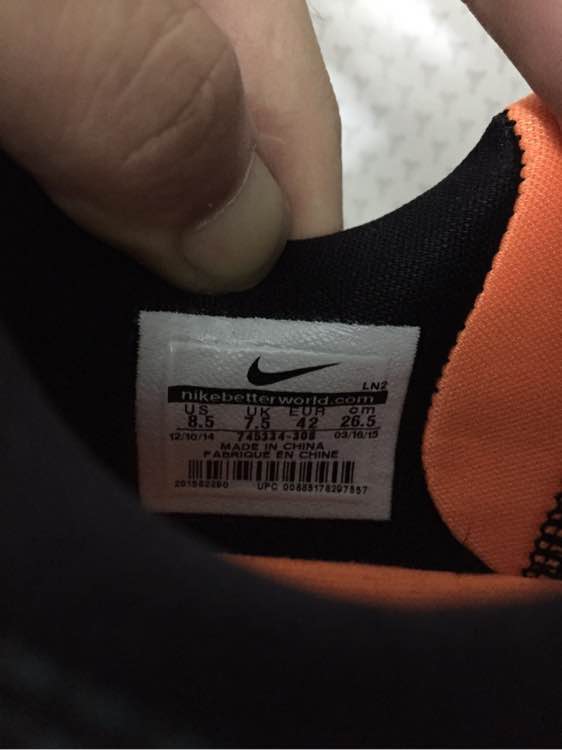 LN2
nikebetterworld.com
US UK EUR cm
8.5 7.5 42 26.5
12/10/14 745334-308 03/16/15
MADE IN CHINA
FABRIQUE EN CHINE
UPC 00885178297557